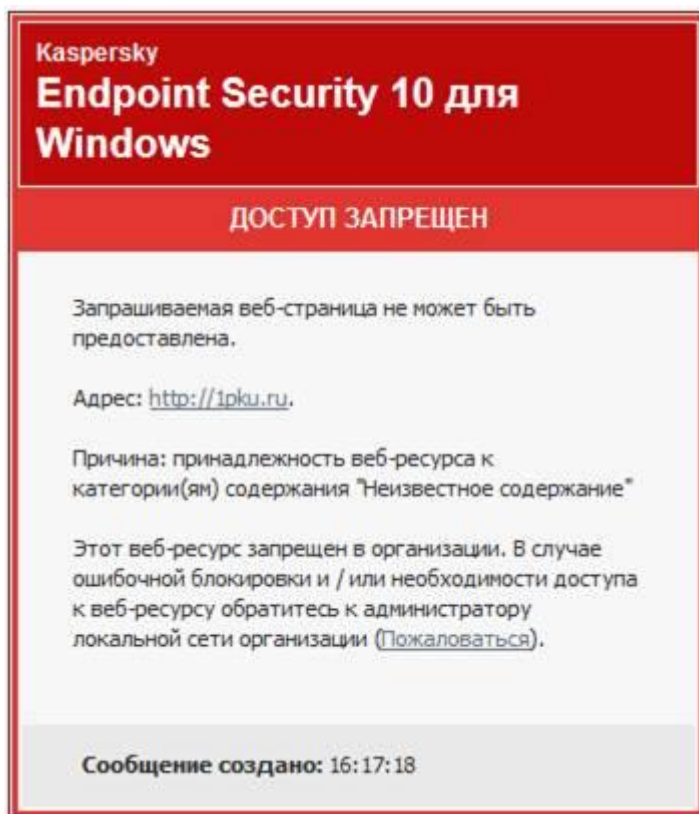 Kaspersky
Endpoint Security 10 для
Windows
ДОСТУП ЗАПРЕЩЕН
Запрашиваемая веб-страница не может быть
предоставлена.
Адрес: http://1pku.ru.
Причина: принадлежность веб-ресурса к
категории(ям) содержания "Неизвестное содержание"
Этот веб-ресурс запрещен в организации. В случае
ошибочной блокировки и / или необходимости доступа
к веб-ресурсу обратитесь к администратору
локальной сети организации (Пожаловаться).
Сообщение создано: 16:17:18